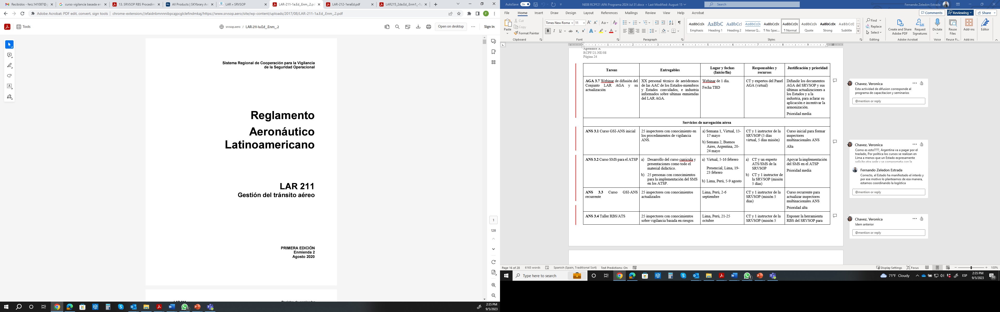 Recibidos - ferz.141087@g
curso vigilancia basada en
13. SRVSOP RBS Procedim
All Products | SKYbrary Av
LAR » SRVSOP
LAR-211-1a.Ed_.Enm_.2.pd
LAR-212-1eraEd.pdf
LAR215_2da.Ed_.Enm1_-1.
Adobe Acrobat: PDF edit, convert, sign tools | chrome-extension://efaidnbmnnnibpcajpcglclefindmkaj/https://www.srvsop.aero/site/wp-content/uploads/2017/08/LAR-211-1a.Ed_.Enm_.2.pdf
Tools
srvsop.aero / LAR-211-1a.Ed_.Enm_.2
Open on desktop
Sign in
Sistema Regional de Cooperación para la Vigilancia
de la Seguridad Operacional
Reglamento
Aeronáutico
Latinoamericano
LAR 211
Gestión del tránsito aéreo
PRIMERA EDICIÓN
Enmienda 2
Agosto 2020
1
128
2:35 PM
9/5/2023
AutoSave On
NE08 RCPF21 APA Programa 2024 Jul 31.docx • Last Modified: August 15
Search
Fernando Zeledon Estrada
File Home Insert Draw Design Layout References Mailings Review View Help Acrobat
Comments Reviewing Share
Paste
Cut
Copy
Format Painter
Clipboard
Times New Roma 11
Font
Paragraph
AaBbCcDc Emphasis
AaBbC Heading 1
AaBbCcI Heading 2
AaBbCcDc Intense Q...
AaBbCcDc ¶ No Spac...
AaBbCcDc ¶ Normal
AaBbCcDc Quote
AaBbCcDc Strong
AaBbCcC Subtitle
Styles
Find
Replace
Select
Editing
Create and Share Adobe PDF
Request Signatures
Adobe Acrobat
Dictate
Voice
Reuse Files
Reuse Fi...
Add-ins
Add-ins
Editor
Apéndice A
RCPF/21-NE/08
Página 24
Tareas
Entregables
Lugar y fechas
(Inicio/fin)
Responsables y
recursos
Justificación y prioridad
AGA 3.7 Webinar de difusión del
Conjunto LAR AGA y su
actualización
XX personal técnico de aeródromos
de las AAC de los Estados-miembros
y Estados convidados, e industria
informados sobre ultimas enmiendas
del LAR AGA.
Webinar de 1 día.
Fecha TBD
CT y expertos del Panel
AGA (virtual)
Difundir los documentos
AGA del SRVSOP y sus
últimas actualizaciones a
los Estados y a la
industria, para aclarar su
aplicación e incentivar la
armonización.
Prioridad media
Servicios de navegación aérea
ANS 3.1 Curso GSI-ANS inicial
25 inspectores con conocimiento en
los procedimientos de vigilancia
ANS.
a) Semana 1, Virtual, 13-
17 mayo
b) Semana 2, Buenos
Aires, Argentina, 20-
24 mayo
CT y 1 instructor de la
SRVSOP (5 días
virtual, 5 días misión)
Curso inicial para formar
inspectores
multinacionales ANS
Alta
ANS 3.2 Curso SMS para el ATSP
a) Desarrollo del curso curricula y
presentaciones como todo el
material didáctico.
b) 25 personas con conocimientos
para la implementación del SMS
en los ATSP.
a) Virtual, 5-16 febrero
Presencial, Lima, 19-
23 febrero
b) Lima, Perú, 5-9 agosto
a) CT y un experto
ATS/SMS de la
SRVSOP
b) CT y 1 instructor de
la SRVSOP (misión
5 días)
Apoyar la implementación
del SMS en el ATSP
Prioridad media
ANS 3.3 Curso GSI-ANS
recurrente
25 inspectores con conocimientos
actualizados
Lima, Perú, 2-6
septiembre
CT y 1 instructor de la
SRVSOP (misión 5
días)
Curso recurrente para
actualizar inspectores
multinacionales ANS
Prioridad alta
ANS 3.4 Taller RBS/ATS
25 inspectores con conocimientos
sobre vigilancia basada en riesgos
Lima, Perú, 21-25
octubre
CT y 1 instructor de la
SRVSOP (misión 5
Exponer la herramienta
RBS del SRVSOP para
Chavez, Veronica
Esta actividad de difusion corresponde al
programa de capacitacion y seminarios
@mention or reply
Chavez, Veronica
Como es esto????, Argentina va a pagar por el
traslado, Por politica los cursos se realizan en
Lima a menos que un Estado expresamente
solicite otra sede y se comprometa con la
Fernando Zeledon Estrada
Correcto, el Estado ha manifestado el interés y
por ese motivo lo planteamos de esa manera,
estamos coordinando la logística
@mention or reply
Chavez, Veronica
Idem anterior
@mention or reply
Page 16 of 28 6165 words Spanish (Spain, Traditional Sort) Text Predictions: On
Display Settings Focus 100%
Type here to search
71°F Cloudy
ESP
2:35 PM
9/5/2023
30